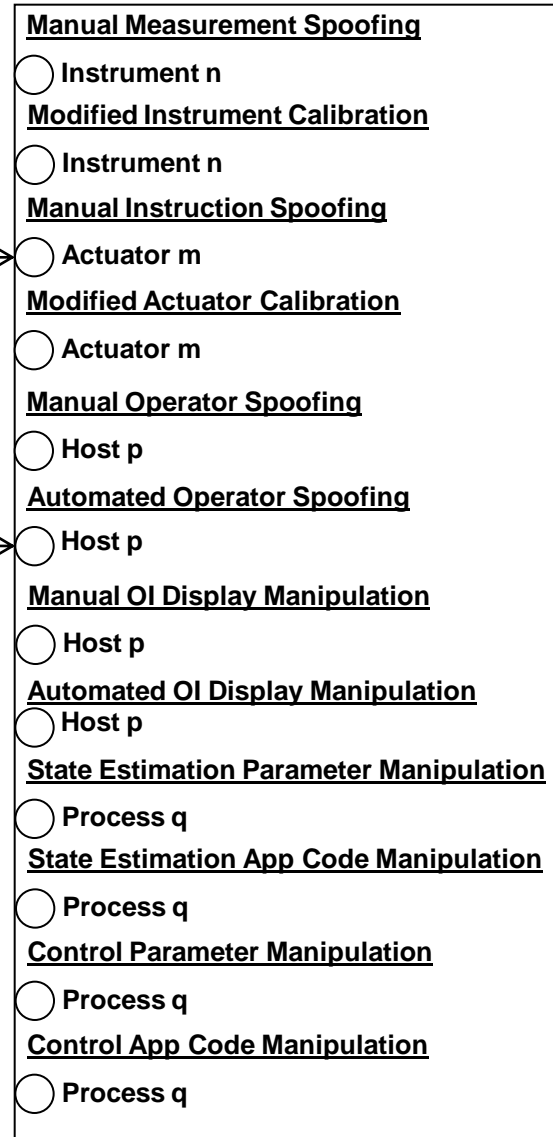 Manual Measurement Spoofing
Instrument n
Modified Instrument Calibration
Instrument n
Manual Instruction Spoofing
Actuator m
Modified Actuator Calibration
Actuator m
Manual Operator Spoofing
Host p
Automated Operator Spoofing
Host p
Manual OI Display Manipulation
Host p
Automated OI Display Manipulation
Host p
State Estimation Parameter Manipulation
Process q
State Estimation App Code Manipulation
Process q
Control Parameter Manipulation
Process q
Control App Code Manipulation
Process q